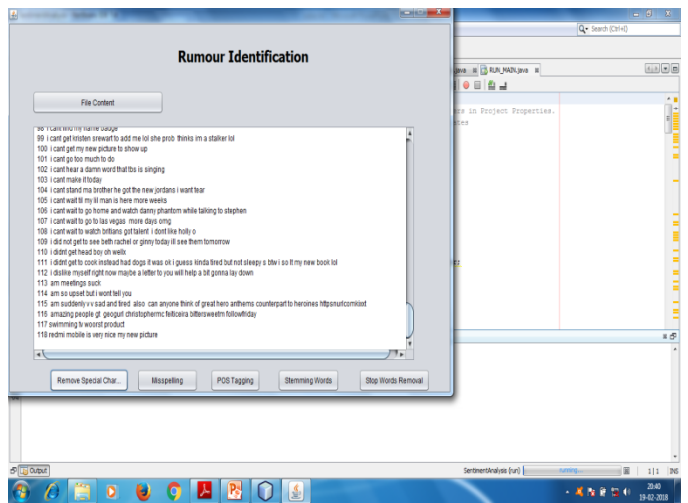 Search (Ctrl+I)
Rumour Identification
.java
RUN_MAIN.java
File Content
ers in Project Properties.
98 i cant find my name badge
99 i cant get kristen srewart to add me lol she prob thinks im a stalker lol
100 i cant get my new picture to show up
101 i cant go too much to do
102 i cant hear a damn word that tbs is singing
103 i cant make it today
104 i cant stand ma brother he got the new jordans i want tear
105 i cant wait til my lil man is here more weeks
106 i cant wait to go home and watch danny phantom while talking to stephen
107 i cant wait to go to las vegas more days omg
108 i cant wait to watch britians got talent i dont like holly o
109 i did not get to see beth rachel or ginny today ill see them tomorrow
110 i didnt get head boy oh wellx
111 i didnt get to cook instead had dogs it was ok i guess kinda tired but not sleepy s btw i so lt my new book lol
112 i dislike myself right now maybe a letter to you will help a bit gonna lay down
113 am meetings suck
114 am so upset but i wont tell you
115 am suddenly v v sad and tired also can anyone think of great hero anthems counterpart to heroines httpsnurlcomkixxt
116 amazing people gt geogurl christophermc felticeira bittersweetm followfriday
117 swimming tv woorst product
118 redmi mobile is very nice my new picture
Remove Special Char...
Misspelling
POS Tagging
Stemming Words
Stop Words Removal
Output
SentimentAnalysis (run)
running...
1|1
INS
20:40
19-02-2018